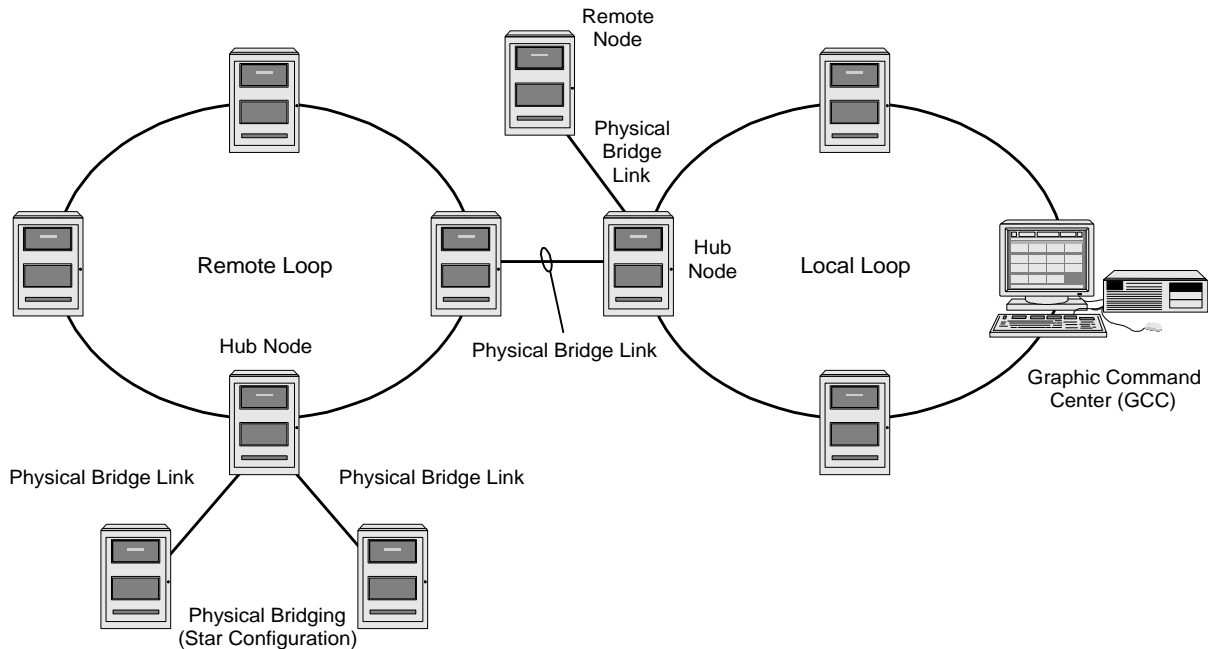 Remote
Node
Physical
Bridge
Link
Remote Loop
Hub
Node
Local Loop
Hub Node
Physical Bridge Link
Graphic Command
Center (GCC)
Physical Bridge Link
Physical Bridge Link
Physical Bridging
(Star Configuration)